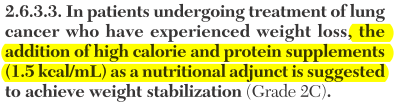 2.6.3.3. In patients undergoing treatment of lung
cancer who have experienced weight loss, the
addition of high calorie and protein supplements
(1.5 kcal/mL) as a nutritional adjunct is suggested
to achieve weight stabilization (Grade 2C).